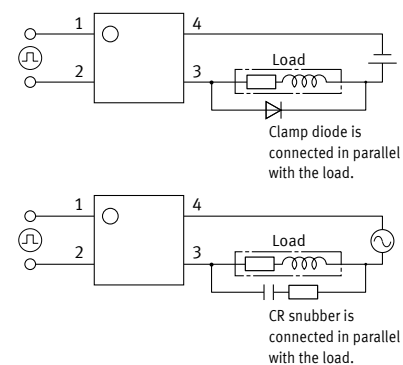 1
4
2
3
Load
Clamp diode is
connected in parallel
with the load.
1
4
2
3
Load
CR snubber is
connected in parallel
with the load.